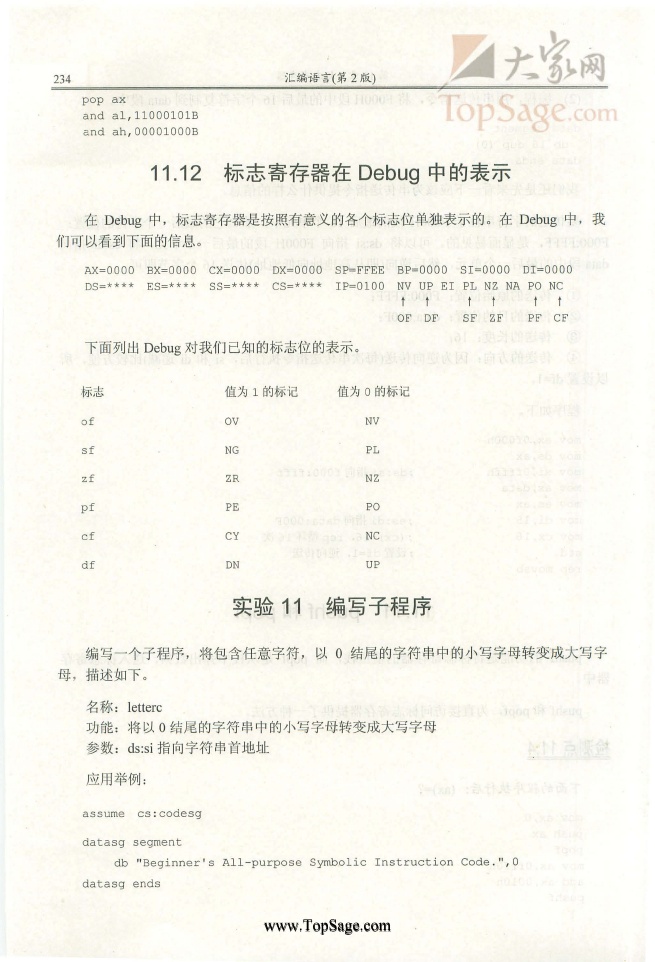 大家网
TopSage.com
234 汇编语言(第 2 版)
pop ax
and al,11000101B
and ah,00001000B
11.12 标志寄存器在 Debug 中的表示
在 Debug 中，标志寄存器是按照有意义的各个标志位单独表示的。在 Debug 中，我
们可以看到下面的信息。
AX=0000 BX=0000 CX=0000 DX=0000 SP=FFEE BP=0000 SI=0000 DI=0000
DS=**** ES=**** SS=**** CS=**** IP=0100 NV UP EI PL NZ NA PO NC
↑ ↑ ↑ ↑ ↑ ↑
OF DF SF ZF PF CF
下面列出 Debug 对我们已知的标志位的表示。
标志 值为 1 的标记 值为 0 的标记
of OV NV
sf NG PL
zf ZR NZ
pf PE PO
cf CY NC
df DN UP
实验 11 编写子程序
编写一个子程序，将包含任意字符，以 0 结尾的字符串中的小写字母转变成大写字
母，描述如下。
名称：letterc
功能：将以 0 结尾的字符串中的小写字母转变成大写字母
参数：ds:si 指向字符串首地址
应用举例：
assume cs:codesg
datasg segment
db "Beginner's All-purpose Symbolic Instruction Code.",0
datasg ends
www.TopSage.com